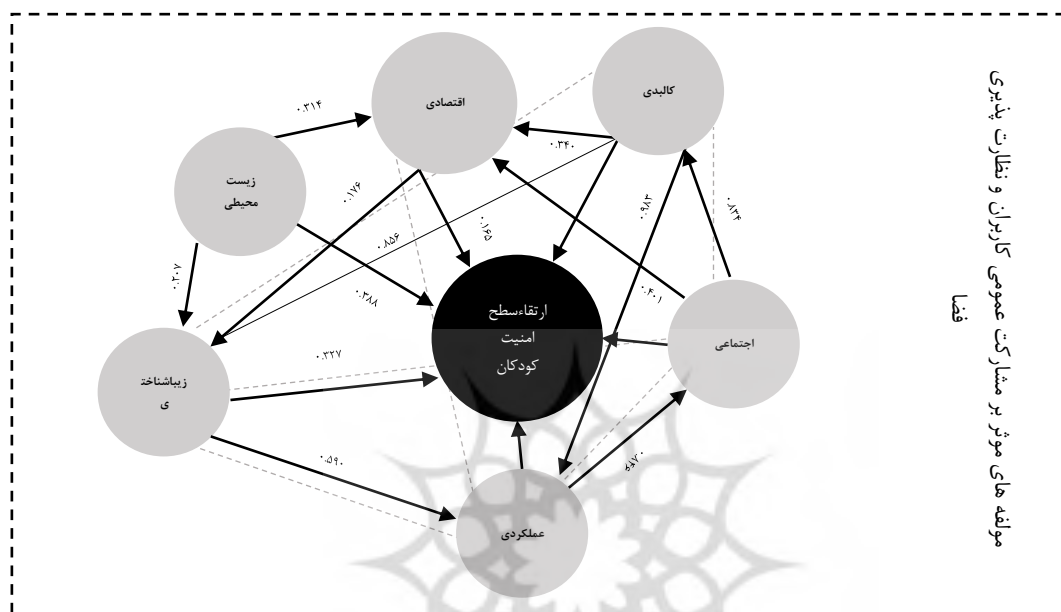 کالبدی
اقتصادی
زیست
محیطی
زیباشناخت
ی
عملکردی
اجتماعی
ارتقاءسطح
امنیت
کودکان
۰.۳۱۴
۰.۳۴۰
۰.۱۷۶
۰.۱۶۵
۰.۹۸۳
۰.۸۳۴
۰.۸۵۶
۰.۲۰۷
۰.۳۸۸
۰.۴۰۱
۰.۳۲۷
۰.۵۹۰
مولفه های موثر بر مشارکت عمومی کاربران و نظارت پذیری
فضا